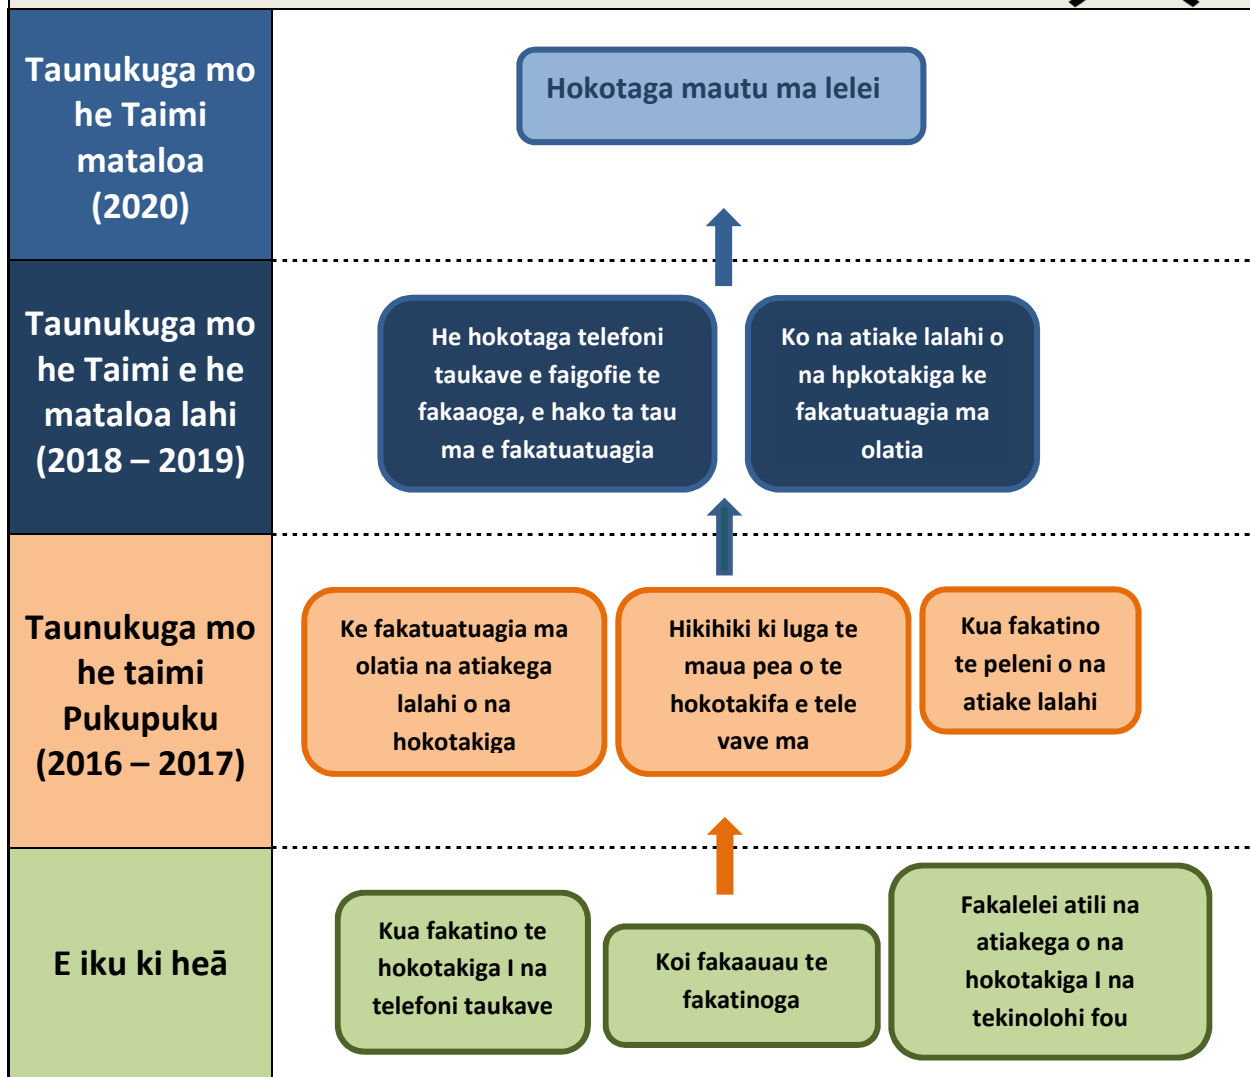 Taunukuga mo
he Taimi
mataloa
(2020)
Hokotaga mautu ma lelei
Taunukuga mo
he Taimi e he
mataloa lahi
(2018 – 2019)
He hokotaga telefoni
taukave e faigofie te
fakaaoga, e hako ta tau
ma e fakatuatuagia
Ko na atiake lalahi o
na hpkotakiga ke
fakatuatuagia ma
olatia
Taunukuga mo
he taimi
Pukupuku
(2016 – 2017)
Ke fakatuatuagia ma
olatia na atiakega
lalahi o na
hokotakiga
Hikihiki ki luga te
maua pea o te
hokotakifa e tele
vave ma
Kua fakatino
te peleni o na
atiake lalahi
E iku ki heā
Kua fakatino te
hokotakiga I na
telefoni taukave
Koi fakaauau te
fakatinoga
Fakalelei atili na
atiakega o na
hokotakiga I na
tekinolohi fou